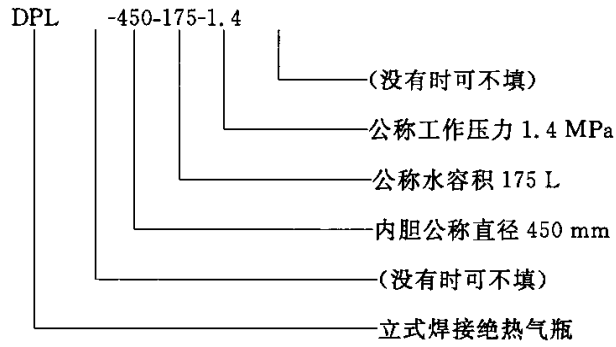 DPL -450-175-1.4
(没有时可不填)
公称工作压力 1.4 MPa
公称水容积 175 L
内胆公称直径 450 mm
(没有时可不填)
立式焊接绝热气瓶